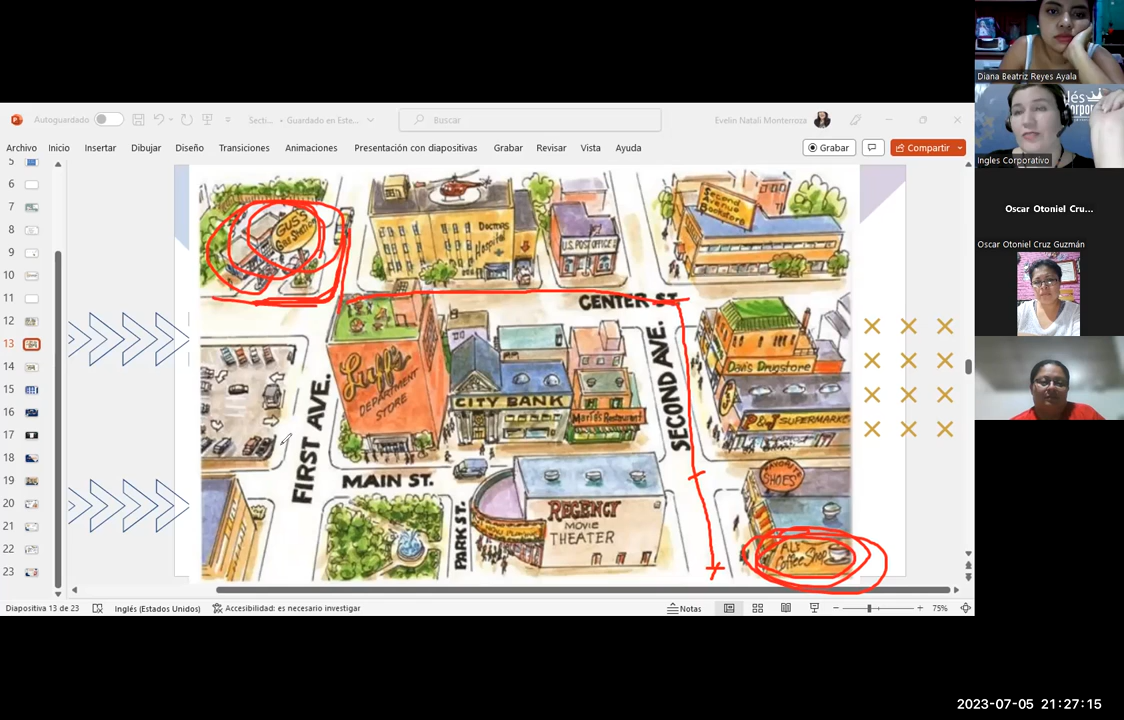 Diana Beatriz Reyes Ayala
Ingles Corporativo
Oscar Otoniel Cru...
Oscar Otoniel Cruz Guzmán
Autoguardado
Secti... • Guardado en Este...
Buscar
Evelin Natali Monterroza
Archivo Inicio Insertar Dibujar Diseño Transiciones Animaciones Presentación con diapositivas Grabar Revisar Vista Ayuda
Grabar
Compartir
5
6
7
8
9
10
11
12
13
14
15
16
17
18
19
20
21
22
23
GUS'S
Gas Station
Doctors
Hospital
U.S. POST OFFICE
Second
Avenue
Bookstore
CENTER ST.
Luffe
DEPARTMENT
STORE
CITY BANK
Maria's Restaurant
Dan's Drugstore
P&J SUPERMARKET
FIRST AVE.
SECOND AVE.
MAIN ST.
PARK ST.
REGENCY
MOVIE
THEATER
FAVORITE
SHOES
AL'S
Coffee Shop
Diapositiva 13 de 23
Inglés (Estados Unidos)
Accesibilidad: es necesario investigar
Notas
75%
2023-07-05 21:27:15